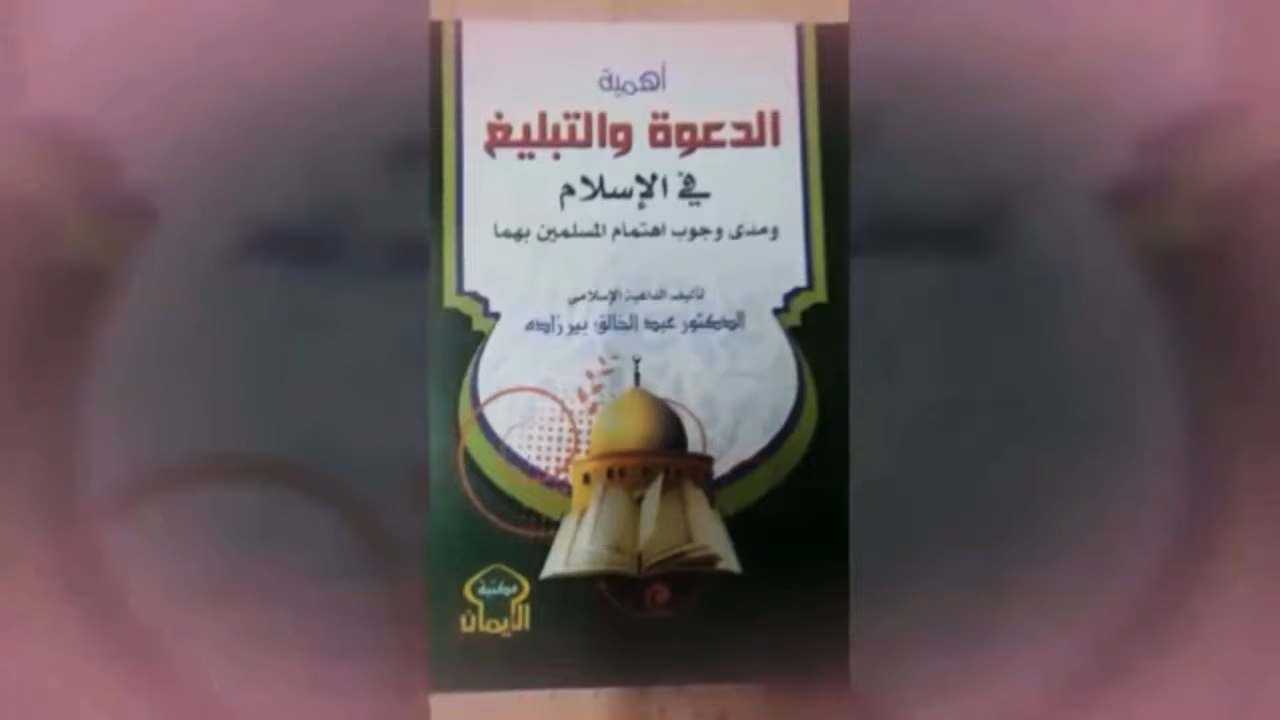 أهمية
الدعوة والتبليغ
في الإسلام
ومدى وجوب اهتمام المسلمين بهما
تأليف الداعية الإسلامي
الدكتور عبد الخالق بير زاده
مكتبة
الإيمان